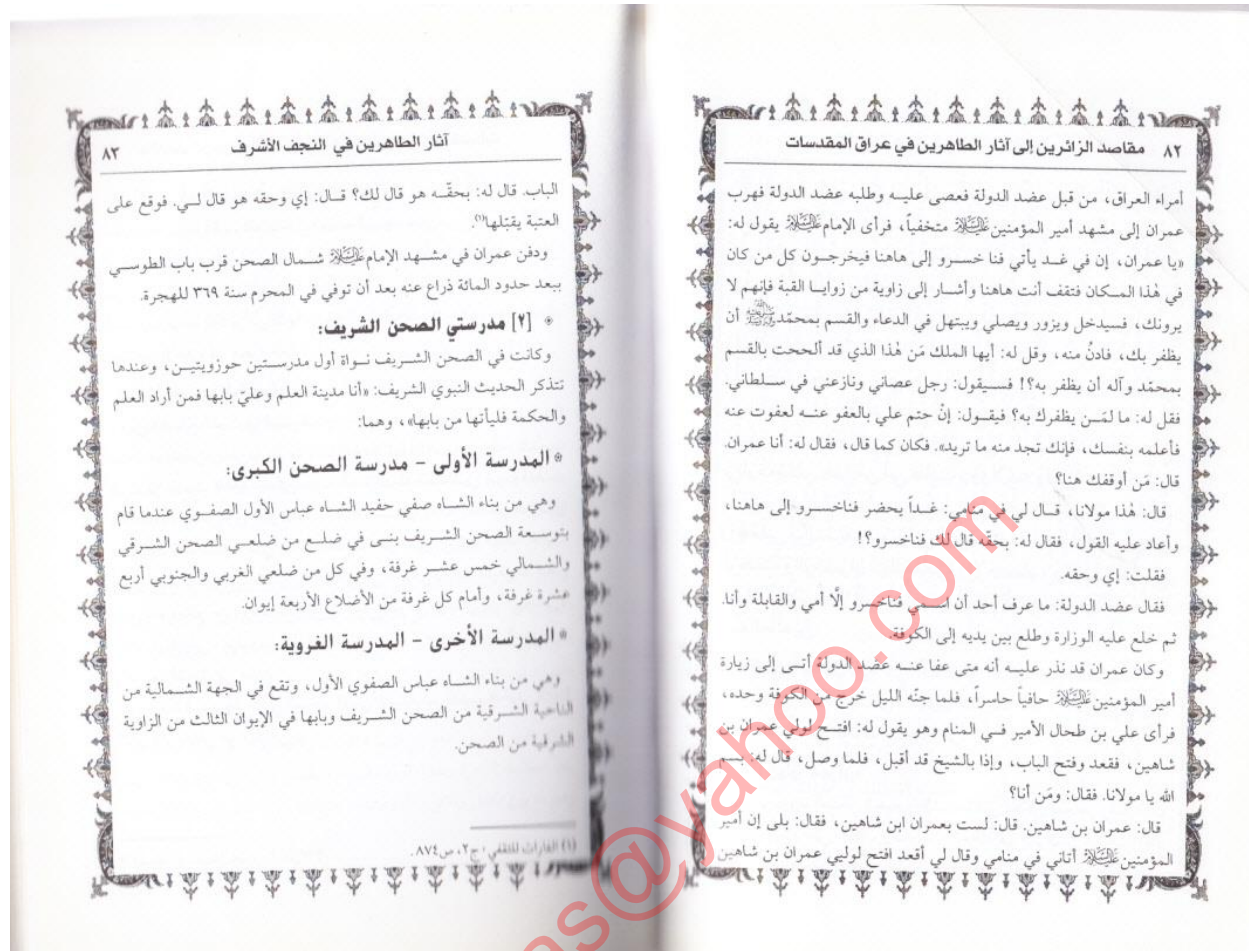 ٨٢ مقاصد الزائرين إلى آثار الطاهرين في عراق المقدسات
أمراء العراق، من قبل عضد الدولة فعصى عليه وطلبه عضد الدولة فهرب
عمران إلى مشهد أمير المؤمنين عليه السلام متخفياً، فرأى الإمام عليه السلام يقول له:
«يا عمران، إن في غد يأتي فنا خسرو إلى هاهنا فيخرجون كل من كان
في هٰذا المكان فتقف أنت هاهنا وأشار إلى زاوية من زوايا القبة فإنهم لا
يرونك، فسيدخل ويزور ويصلي ويبتهل في الدعاء والقسم بمحمّد أن
يظفر بك، فادنُ منه، وقل له: أيها الملك مَن هٰذا الذي قد ألححت بالقسم
بمحمّد وآله أن يظفر به؟! فسيقول: رجل عصاني ونازعني في سلطاني.
فقل له: ما لمَن يظفرك به؟ فيقول: إنْ حتم علي بالعفو عنه لعفوت عنه
فأعلمه بنفسك، فإنك تجد منه ما تريد». فكان كما قال، فقال له: أنا عمران.
قال: مَن أوقفك هنا؟
قال: هٰذا مولانا، قال لي في منامي: غداً يحضر فناخسرو إلى هاهنا،
وأعاد عليه القول، فقال له: بحقّه قال لك فناخسرو؟!
فقلت: إي وحقه.
فقال عضد الدولة: ما عرف أحد أن اسمي فناخسرو إلَّا أمي والقابلة وأنا.
ثم خلع عليه الوزارة وطلع بين يديه إلى الكوفة.
وكان عمران قد نذر عليه أنه متى عفا عنه عضد الدولة أتى إلى زيارة
أمير المؤمنين عليه السلام حافياً حاسراً، فلما جنّه الليل خرج من الكوفة وحده،
فرأى علي بن طحال الأمير في المنام وهو يقول له: افتح لولي عمران بن
شاهين، فقعد وفتح الباب، وإذا بالشيخ قد أقبل، فلما وصل، قال له: بسم
الله يا مولانا. فقال: ومَن أنا؟
قال: عمران بن شاهين. قال: لست بعمران ابن شاهين، فقال: بلى إن أمير
المؤمنين عليه السلام أتاني في منامي وقال لي أقعد افتح لوليي عمران بن شاهين
آثار الطاهرين في النجف الأشرف ٨٣
الباب. قال له: بحقّه هو قال لك؟ قال: إي وحقه هو قال لي. فوقع على
العتبة يقبّلها(١).
ودفن عمران في مشهد الإمام عليه السلام شمال الصحن قرب باب الطوسي
ببعد حدود المائة ذراع عنه بعد أن توفي في المحرم سنة ٣٦٩ للهجرة.
* [٢] مدرستي الصحن الشريف:
وكانت في الصحن الشريف نواة أول مدرستين حوزويتين، وعندها
تتذكر الحديث النبوي الشريف: «أنا مدينة العلم وعليّ بابها فمن أراد العلم
والحكمة فليأتها من بابها»، وهما:
* المدرسة الأولى - مدرسة الصحن الكبرى:
وهي من بناء الشاه صفي حفيد الشاه عباس الأول الصفوي عندما قام
بتوسعة الصحن الشريف بنى في ضلع من ضلعي الصحن الشرقي
والشمالي خمس عشر غرفة، وفي كل من ضلعي الغربي والجنوبي أربع
عشرة غرفة، وأمام كل غرفة من الأضلاع الأربعة إيوان.
* المدرسة الأخرى - المدرسة الغروية:
وهي من بناء الشاه عباس الصفوي الأول، وتقع في الجهة الشمالية من
الناحية الشرقية من الصحن الشريف وبابها في الإيوان الثالث من الزاوية
الشرقية من الصحن.
(١) الغارات للثقفي: ج٢، ص٨٧٤.
as@yahoo.com